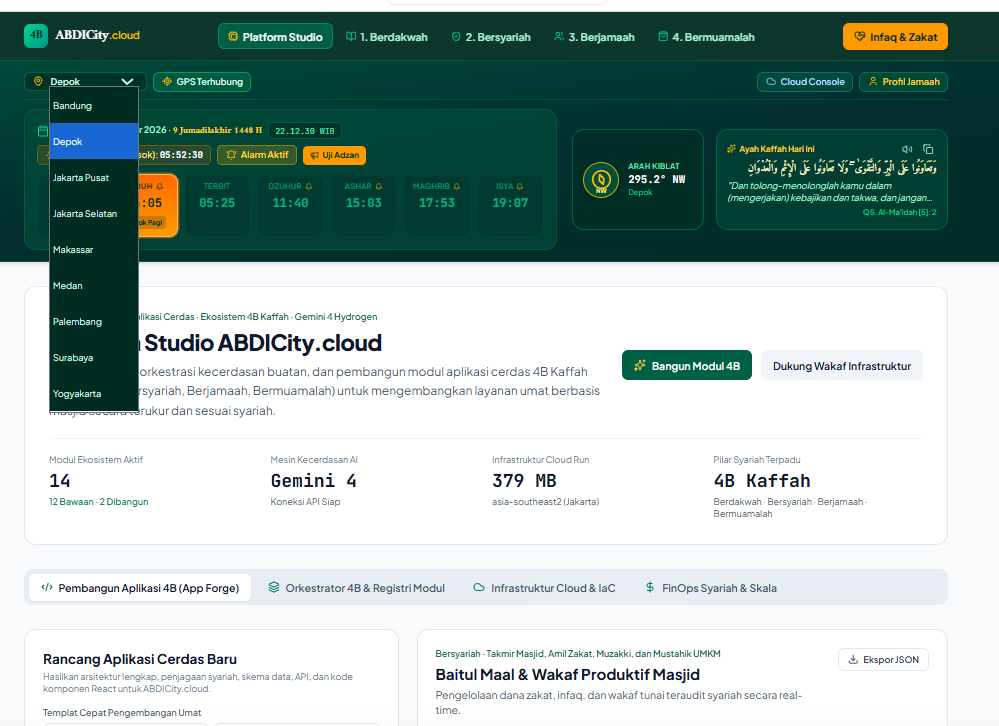 4B ABDICity.cloud
Platform Studio
1. Berdakwah
2. Bersyariah
3. Berjamaah
4. Bermuamalah
Infaq & Zakat
Depok
GPS Terhubung
Cloud Console
Profil Jamaah
Bandung
Depok
Jakarta Pusat
Jakarta Selatan
Makassar
Medan
Palembang
Surabaya
Yogyakarta
r 2026 · 9 Jumadilakhir 1448 H
22.12.30 WIB
sok): 05:52:30
Alarm Aktif
Uji Adzan
UH
:05
ok Pagi
TERBIT
05:25
DZUHUR
11:40
ASHAR
15:03
MAGHRIB
17:53
ISYA
19:07
NW
ARAH KIBLAT
295.2° NW
Depok
Ayah Kaffah Hari Ini
وَتَعَاوَنُوا عَلَى الْبِرِّ وَالتَّقْوَىٰ ۖ وَلَا تَعَاوَنُوا عَلَى الْإِثْمِ وَالْعُدْوَانِ
"Dan tolong-menolonglah kamu dalam
(mengerjakan) kebajikan dan takwa, dan jangan...
QS. Al-Ma'idah [5]: 2
likasi Cerdas · Ekosistem 4B Kaffah · Gemini 4 Hydrogen
Studio ABDICity.cloud
orkestrasi kecerdasan buatan, dan pembangunan modul aplikasi cerdas 4B Kaffah
rsyariah, Berjamaah, Bermuamalah) untuk mengembangkan layanan umat berbasis
masjid secara terukur dan sesuai syariah.
Bangun Modul 4B
Dukung Wakaf Infrastruktur
Modul Ekosistem Aktif
14
12 Bawaan · 2 Dibangun
Mesin Kecerdasan AI
Gemini 4
Koneksi API Siap
Infrastruktur Cloud Run
379 MB
asia-southeast2 (Jakarta)
Pilar Syariah Terpadu
4B Kaffah
Berdakwah · Bersyariah · Berjamaah ·
Bermuamalah
Pembangun Aplikasi 4B (App Forge)
Orkestrator 4B & Registri Modul
Infrastruktur Cloud & IaC
FinOps Syariah & Skala
Rancang Aplikasi Cerdas Baru
Hasilkan arsitektur lengkap, penjagaan syariah, skema data, API, dan kode
komponen React untuk ABDICity.cloud.
Templat Cepat Pengembangan Umat
Bersyariah · Takmir Masjid, Amil Zakat, Muzakki, dan Mustahik UMKM
Baitul Maal & Wakaf Produktif Masjid
Pengelolaan dana zakat, infaq, dan wakaf tunai teraudit syariah secara real-
time.
Ekspor JSON